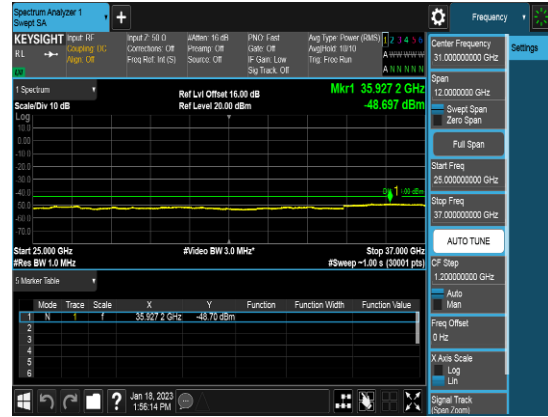 Spectrum Analyzer 1
Swept SA
Frequency
KEYSIGHT
Input: RF
Input Z: 50 Ω
#Atten: 16 dB
PNO: Fast
Avg Type: Power (RMS)
1 2 3 4 5 6
RL
Coupling: DC
Corrections: Off
Preamp: Off
Gate: Off
Avg|Hold: 10/10
Align: Off
Freq Ref: Int (S)
Source: Off
IF Gain: Low
Trig: Free Run
Sig Track: Off
A N N N N N
Center Frequency
31.000000000 GHz
Settings
Span
12.0000000 GHz
Swept Span
Zero Span
Full Span
Start Freq
25.000000000 GHz
Stop Freq
37.000000000 GHz
AUTO TUNE
CF Step
1.200000000 GHz
Auto
Man
Freq Offset
0 Hz
X Axis Scale
Log
Lin
Signal Track
(Span Zoom)
1 Spectrum
Ref Lvl Offset 16.00 dB
Mkr1 35.927 2 GHz
Scale/Div 10 dB
Ref Level 20.00 dBm
-48.697 dBm
Log
10.0
0.00
-10.0
-20.0
-30.0
-40.0
-50.0
-60.0
-70.0
1
Start 25.000 GHz
#Video BW 3.0 MHz*
Stop 37.000 GHz
#Res BW 1.0 MHz
#Sweep ~1.00 s (30001 pts)
5 Marker Table
Mode Trace Scale X Y Function Function Width Function Value
1 N 1 f 35.927 2 GHz -48.70 dBm
2
3
4
5
6
?
Jan 18, 2023
1:56:14 PM